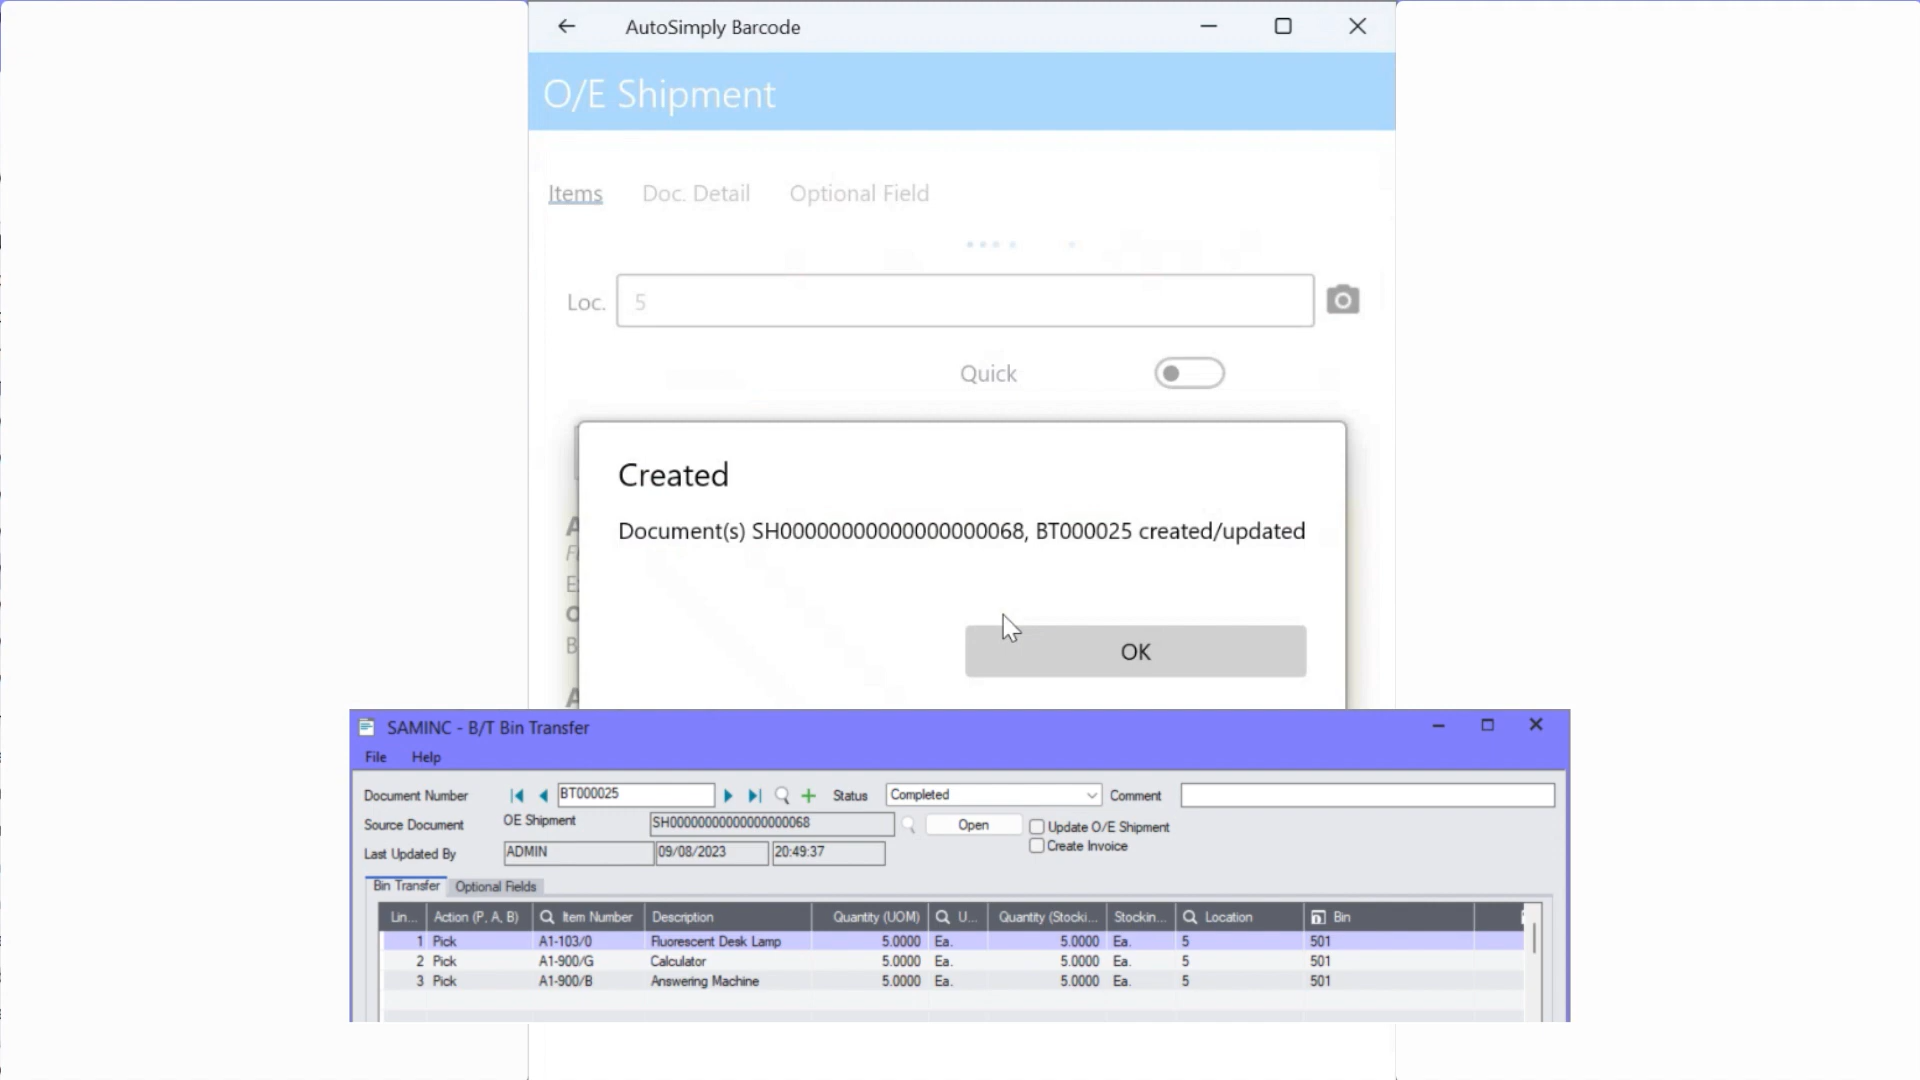 AutoSimply Barcode
O/E Shipment
Items Doc. Detail Optional Field
Loc. 5
Quick
Created
Document(s) SH00000000000000000068, BT000025 created/updated
OK
SAMINC - B/T Bin Transfer
File Help
Document Number BT000025 Status Completed Comment
Source Document OE Shipment SH00000000000000000068 Open Update O/E Shipment
Create Invoice
Last Updated By ADMIN 09/08/2023 20:49:37
Bin Transfer Optional Fields
Lin... Action (P, A, B) Item Number Description Quantity (UOM) U... Quantity (Stocki... Stockin... Location Bin
1 Pick A1-103/0 Fluorescent Desk Lamp 5.0000 Ea. 5.0000 Ea. 5 501
2 Pick A1-900/G Calculator 5.0000 Ea. 5.0000 Ea. 5 501
3 Pick A1-900/B Answering Machine 5.0000 Ea. 5.0000 Ea. 5 501